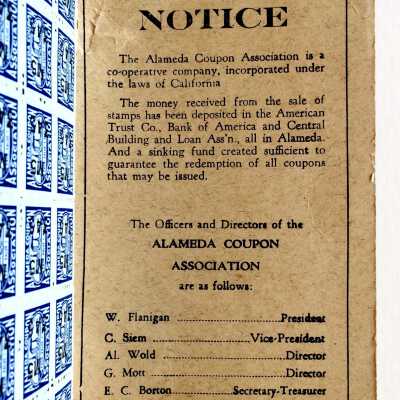 NOTICE
The Alameda Coupon Association is a
co-operative company, incorporated under
the laws of California
The money received from the sale of
stamps has been deposited in the American
Trust Co., Bank of America and Central
Building and Loan Ass'n., all in Alameda.
And a sinking fund created sufficient to
guarantee the redemption of all coupons
that may be issued.
The Officers and Directors of the
ALAMEDA COUPON
ASSOCIATION
are as follows:
W. Flanigan ........................ President
C. Siem ........................ Vice-President
Al. Wold ........................ Director
G. Mott ........................ Director
E. C. Borton ................ Secretary-Treasurer